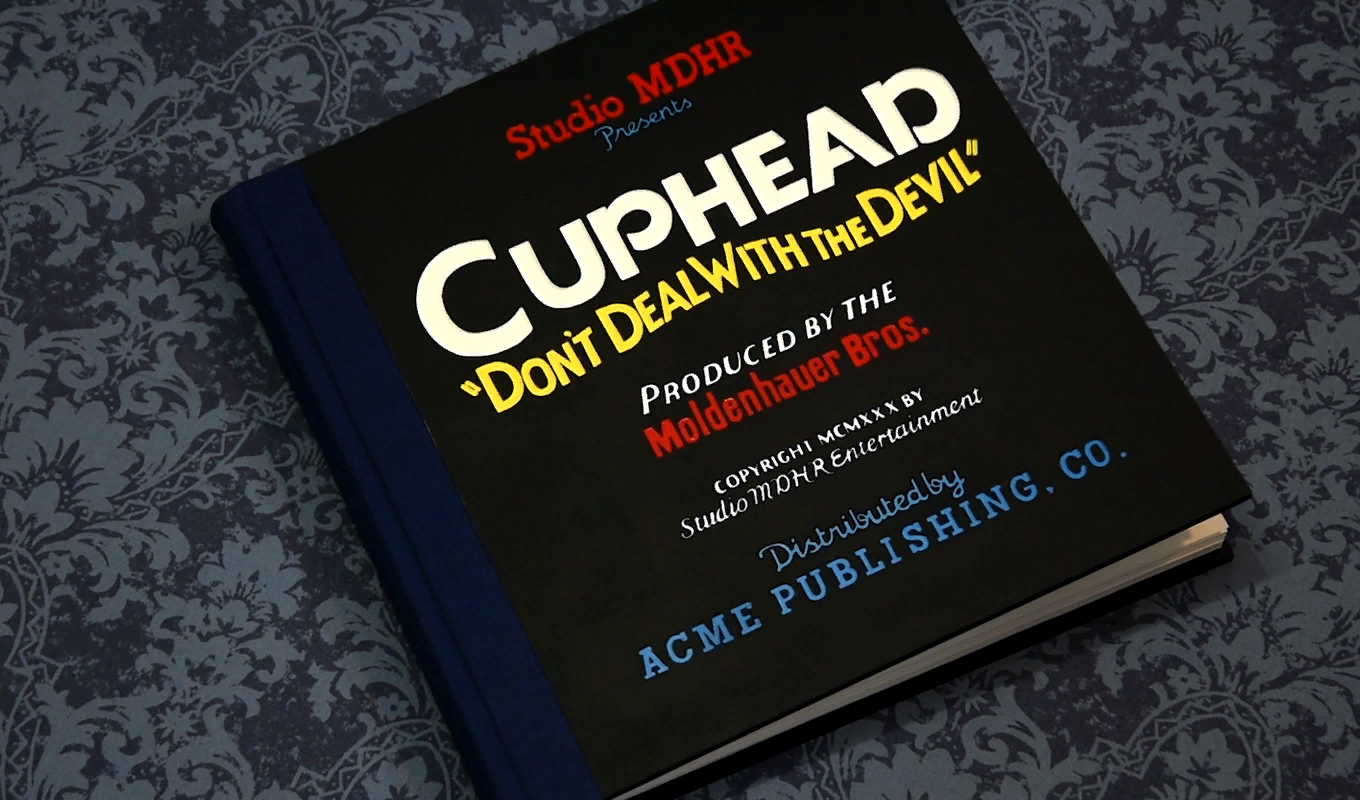 Studio MDHR
Presents
CUPHEAD
"DON'T DEAL WITH THE DEVIL"
PRODUCED BY THE
Moldenhauer Bros.
COPYRIGHT MCMXXX BY
Studio MDHR Entertainment
Distributed by
ACME PUBLISHING, CO.